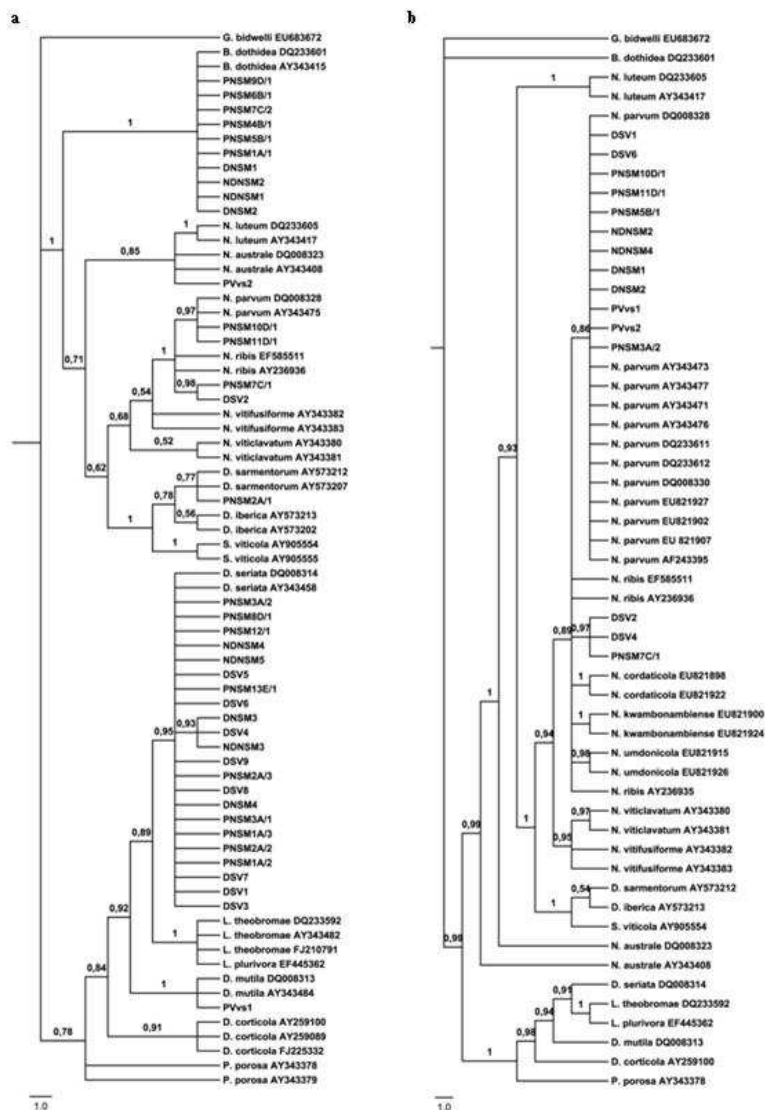 a
G. bidwelli EU683672
B. dothidea DQ233601
B. dothidea AY343415
PNSM9D/1
PNSM6B/1
PNSM7C/2
1
PNSM4B/1
PNSM5B/1
PNSM1A/1
DNSM1
NDNSM2
NDNSM1
DNSM2
1
N. luteum DQ233605
1
N. luteum AY343417
0,85
N. australe DQ008323
N. australe AY343408
PVvs2
N. parvum DQ008328
0,97
N. parvum AY343475
PNSM10D/1
PNSM11D/1
0,71
N. ribis EF585511
N. ribis AY236936
0,98
PNSM7C/1
0,54
DSV2
N. vitifusiforme AY343382
0,68
N. vitifusiforme AY343383
0,52
N. viticlavatum AY343380
N. viticlavatum AY343381
0,62
D. sarmentorum AY573212
0,77
D. sarmentorum AY573207
0,78
PNSM2A/1
0,56
D. iberica AY573213
1
D. iberica AY573202
1
S. viticola AY905554
S. viticola AY905555
D. seriata DQ008314
D. seriata AY343458
PNSM3A/2
PNSM8D/1
PNSM12/1
NDNSM4
NDNSM5
DSV5
PNSM13E/1
DSV6
0,95
0,93
DNSM3
DSV4
NDNSM3
DSV9
PNSM2A/3
DSV8
DNSM4
PNSM3A/1
0,89
PNSM1A/3
PNSM2A/2
PNSM1A/2
DSV7
DSV1
DSV3
0,92
L. theobromae DQ233592
1
L. theobromae AY343482
L. theobromae FJ210791
L. plurivora EF445362
0,84
1
D. mutila DQ008313
D. mutila AY343484
PVvs1
0,91
D. corticola AY259100
D. corticola AY259089
0,78
D. corticola FJ225332
P. porosa AY343378
P. porosa AY343379
1.0
b
G. bidwelli EU683672
B. dothidea DQ233601
1
N. luteum DQ233605
N. luteum AY343417
N. parvum DQ008328
DSV1
DSV6
PNSM10D/1
PNSM11D/1
PNSM5B/1
NDNSM2
NDNSM4
DNSM1
DNSM2
PVvs1
0,86
PVvs2
PNSM3A/2
N. parvum AY343473
N. parvum AY343477
N. parvum AY343471
N. parvum AY343476
0,93
N. parvum DQ233611
N. parvum DQ233612
N. parvum DQ008330
N. parvum EU821927
N. parvum EU821902
N. parvum EU 821907
N. parvum AF243395
N. ribis EF585511
N. ribis AY236936
DSV2
0,89
0,97
DSV4
PNSM7C/1
1
1
N. cordaticola EU821898
N. cordaticola EU821922
1
N. kwambonambiense EU821900
0,94
N. kwambonambiense EU821924
0,98
N. umdonicola EU821915
N. umdonicola EU821926
N. ribis AY236935
0,99
0,97
N. viticlavatum AY343380
1
N. viticlavatum AY343381
0,95
N. vitifusiforme AY343382
N. vitifusiforme AY343383
0,54
D. sarmentorum AY573212
1
D. iberica AY573213
S. viticola AY905554
0,99
N. australe DQ008323
N. australe AY343408
0,91
D. seriata DQ008314
1
L. theobromae DQ233592
0,94
L. plurivora EF445362
0,98
D. mutila DQ008313
1
D. corticola AY259100
P. porosa AY343378
1.0